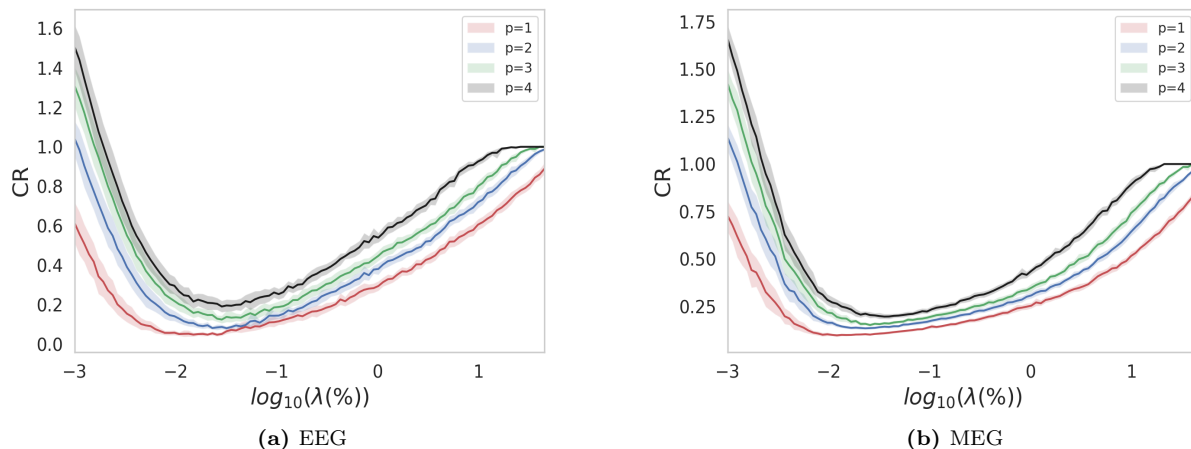 1.6
1.4
1.2
1.0
0.8
0.6
0.4
0.2
0.0
CR
−3 −2 −1 0 1
log10(λ(%))
p=1
p=2
p=3
p=4
(a) EEG
1.75
1.50
1.25
1.00
0.75
0.50
0.25
CR
−3 −2 −1 0 1
log10(λ(%))
p=1
p=2
p=3
p=4
(b) MEG